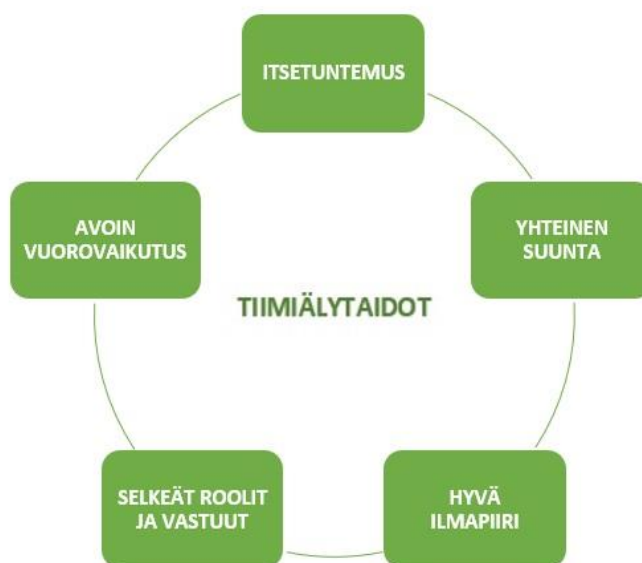 ITSETUNTEMUS
YHTEINEN
SUUNTA
HYVÄ
ILMAPIIRI
SELKEÄT ROOLIT
JA VASTUUT
AVOIN
VUOROVAIKUTUS
TIIMIÄLYTAIDOT